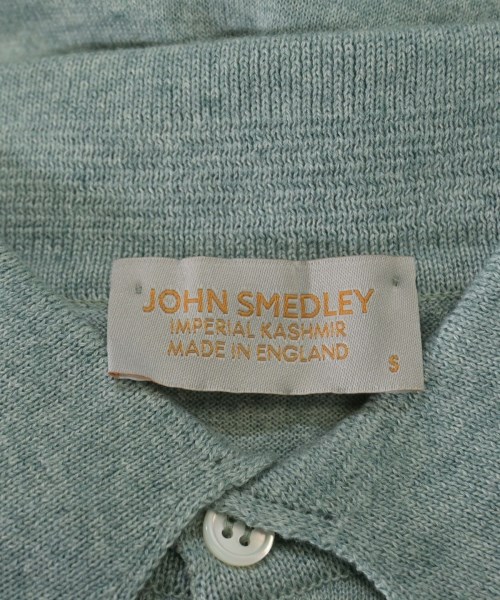 JOHN SMEDLEY
IMPERIAL KASHMIR
MADE IN ENGLAND
S